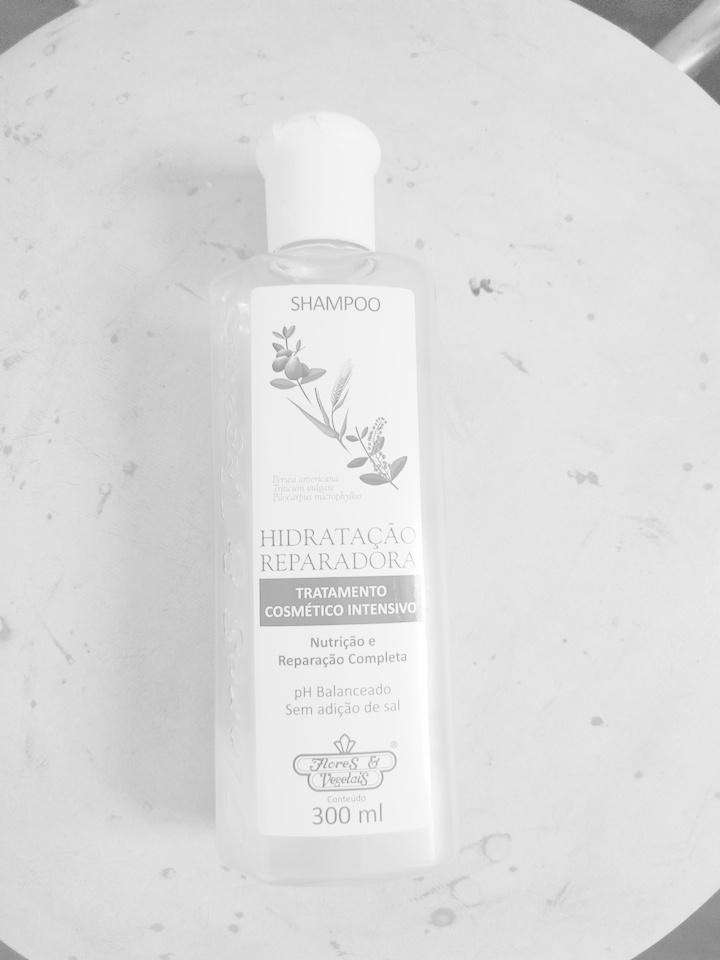 SHAMPOO
Persea americana
Triticum vulgare
Pilocarpus microphyllus
HIDRATAÇÃO
REPARADORA
TRATAMENTO
COSMÉTICO INTENSIVO
Nutrição e
Reparação Completa
pH Balanceado
Sem adição de sal
Flores &
Vegetais®
Conteúdo
300 ml